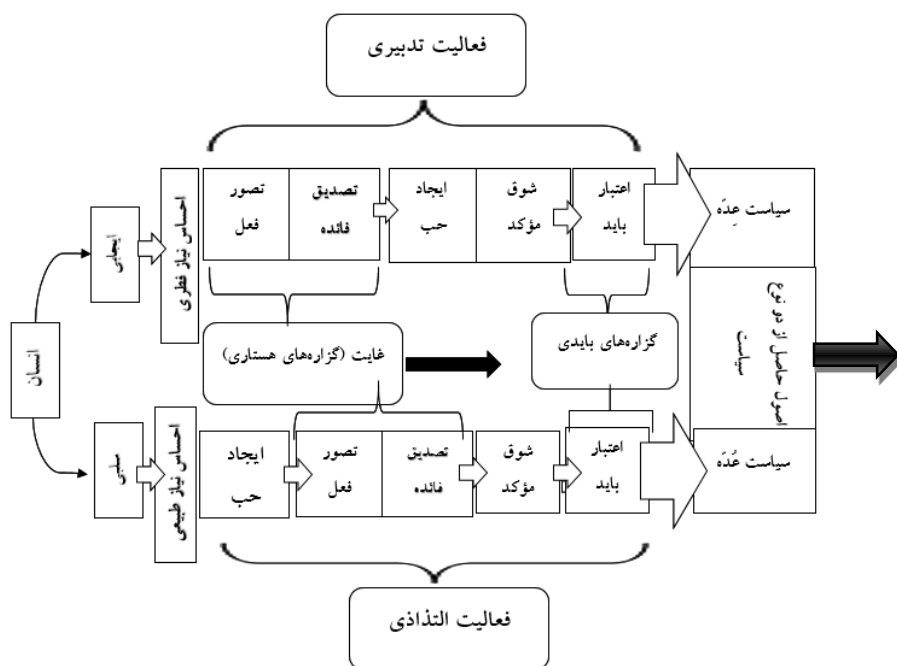 فعالیت تدبیری
انسان
ایجابی
احساس نیاز فطری
تصور
فعل
تصدیق
فائده
ایجاد
حب
شوق
مؤکد
اعتبار
باید
سیاست عِدّه
غایت (گزاره‌های هستاری)
گزاره‌های بایدی
اصول حاصل از دو نوع
سیاست
سلبی
احساس نیاز طبیعی
ایجاد
حب
تصور
فعل
تصدیق
فائده
شوق
مؤکد
اعتبار
باید
سیاست عُدّه
فعالیت التذاذی